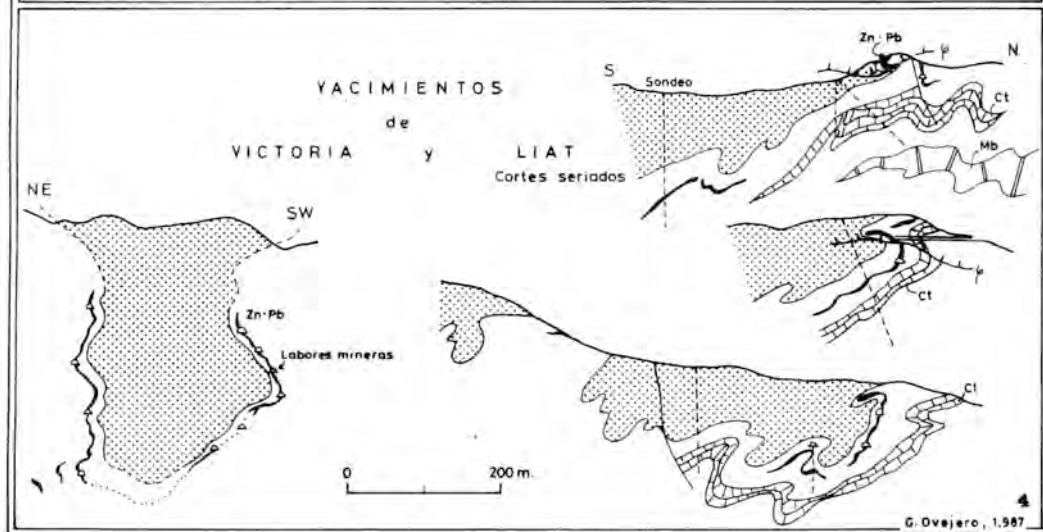 YACIMIENTOS
de
VICTORIA y LIAT
Cortes seriados
S
Sondeo
Zn-Pb
φ
N
Ct
Mb
NE
SW
Zn-Pb
Labores mineras
φ
Ct
Ct
0 200 m.
4
G. Ovejero, 1.987